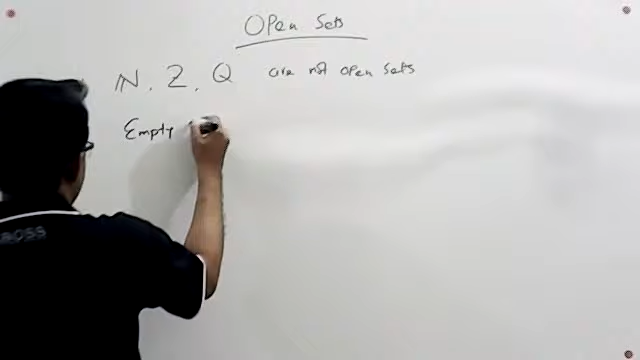 Open Sets
N, Z, Q are not open sets
Empty